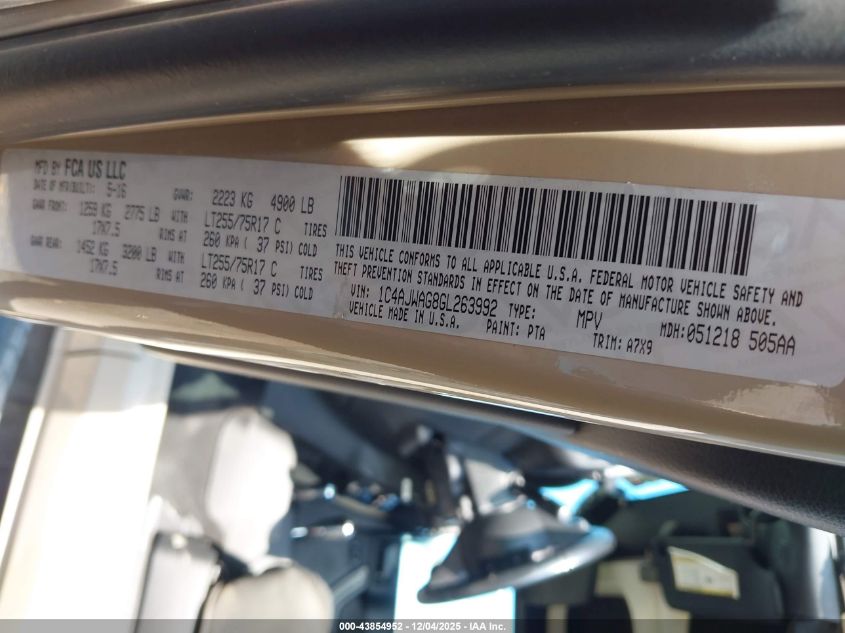 MFD BY FCA US LLC
DATE OF MFR(BUILT): 5-16 GVWR: 2223 KG 4900 LB
GAWR FRONT: 1259 KG 2775 LB WITH LT255/75R17 C TIRES
17X7.5 RIMS AT 260 KPA ( 37 PSI) COLD
GAWR REAR: 1452 KG 3200 LB WITH LT255/75R17 C TIRES
17X7.5 RIMS AT 260 KPA ( 37 PSI) COLD
THIS VEHICLE CONFORMS TO ALL APPLICABLE U.S.A. FEDERAL MOTOR VEHICLE SAFETY AND
THEFT PREVENTION STANDARDS IN EFFECT ON THE DATE OF MANUFACTURE SHOWN ABOVE.
VIN: 1C4AJWAG8GL263992 TYPE: MPV MDH:051218 505AA
VEHICLE MADE IN U.S.A. PAINT: PTA TRIM: A7X9
000-43854952 - 12/04/2025 - IAA Inc.